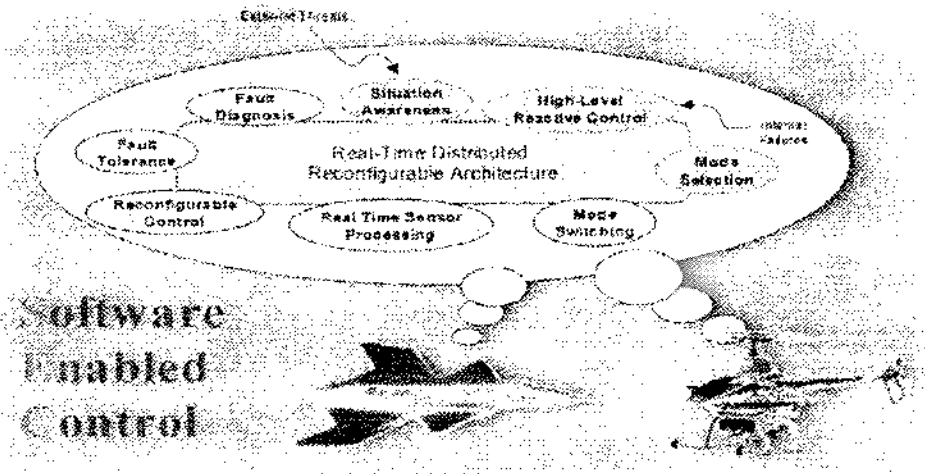 External Threats
Situation
Awareness
Fault
Diagnosis
High-Level
Reactive Control
Internal
Failures
Fault
Tolerance
Real-Time Distributed
Reconfigurable Architecture
Mode
Selection
Reconfigurable
Control
Real Time Sensor
Processing
Mode
Switching
Software
Enabled
Control